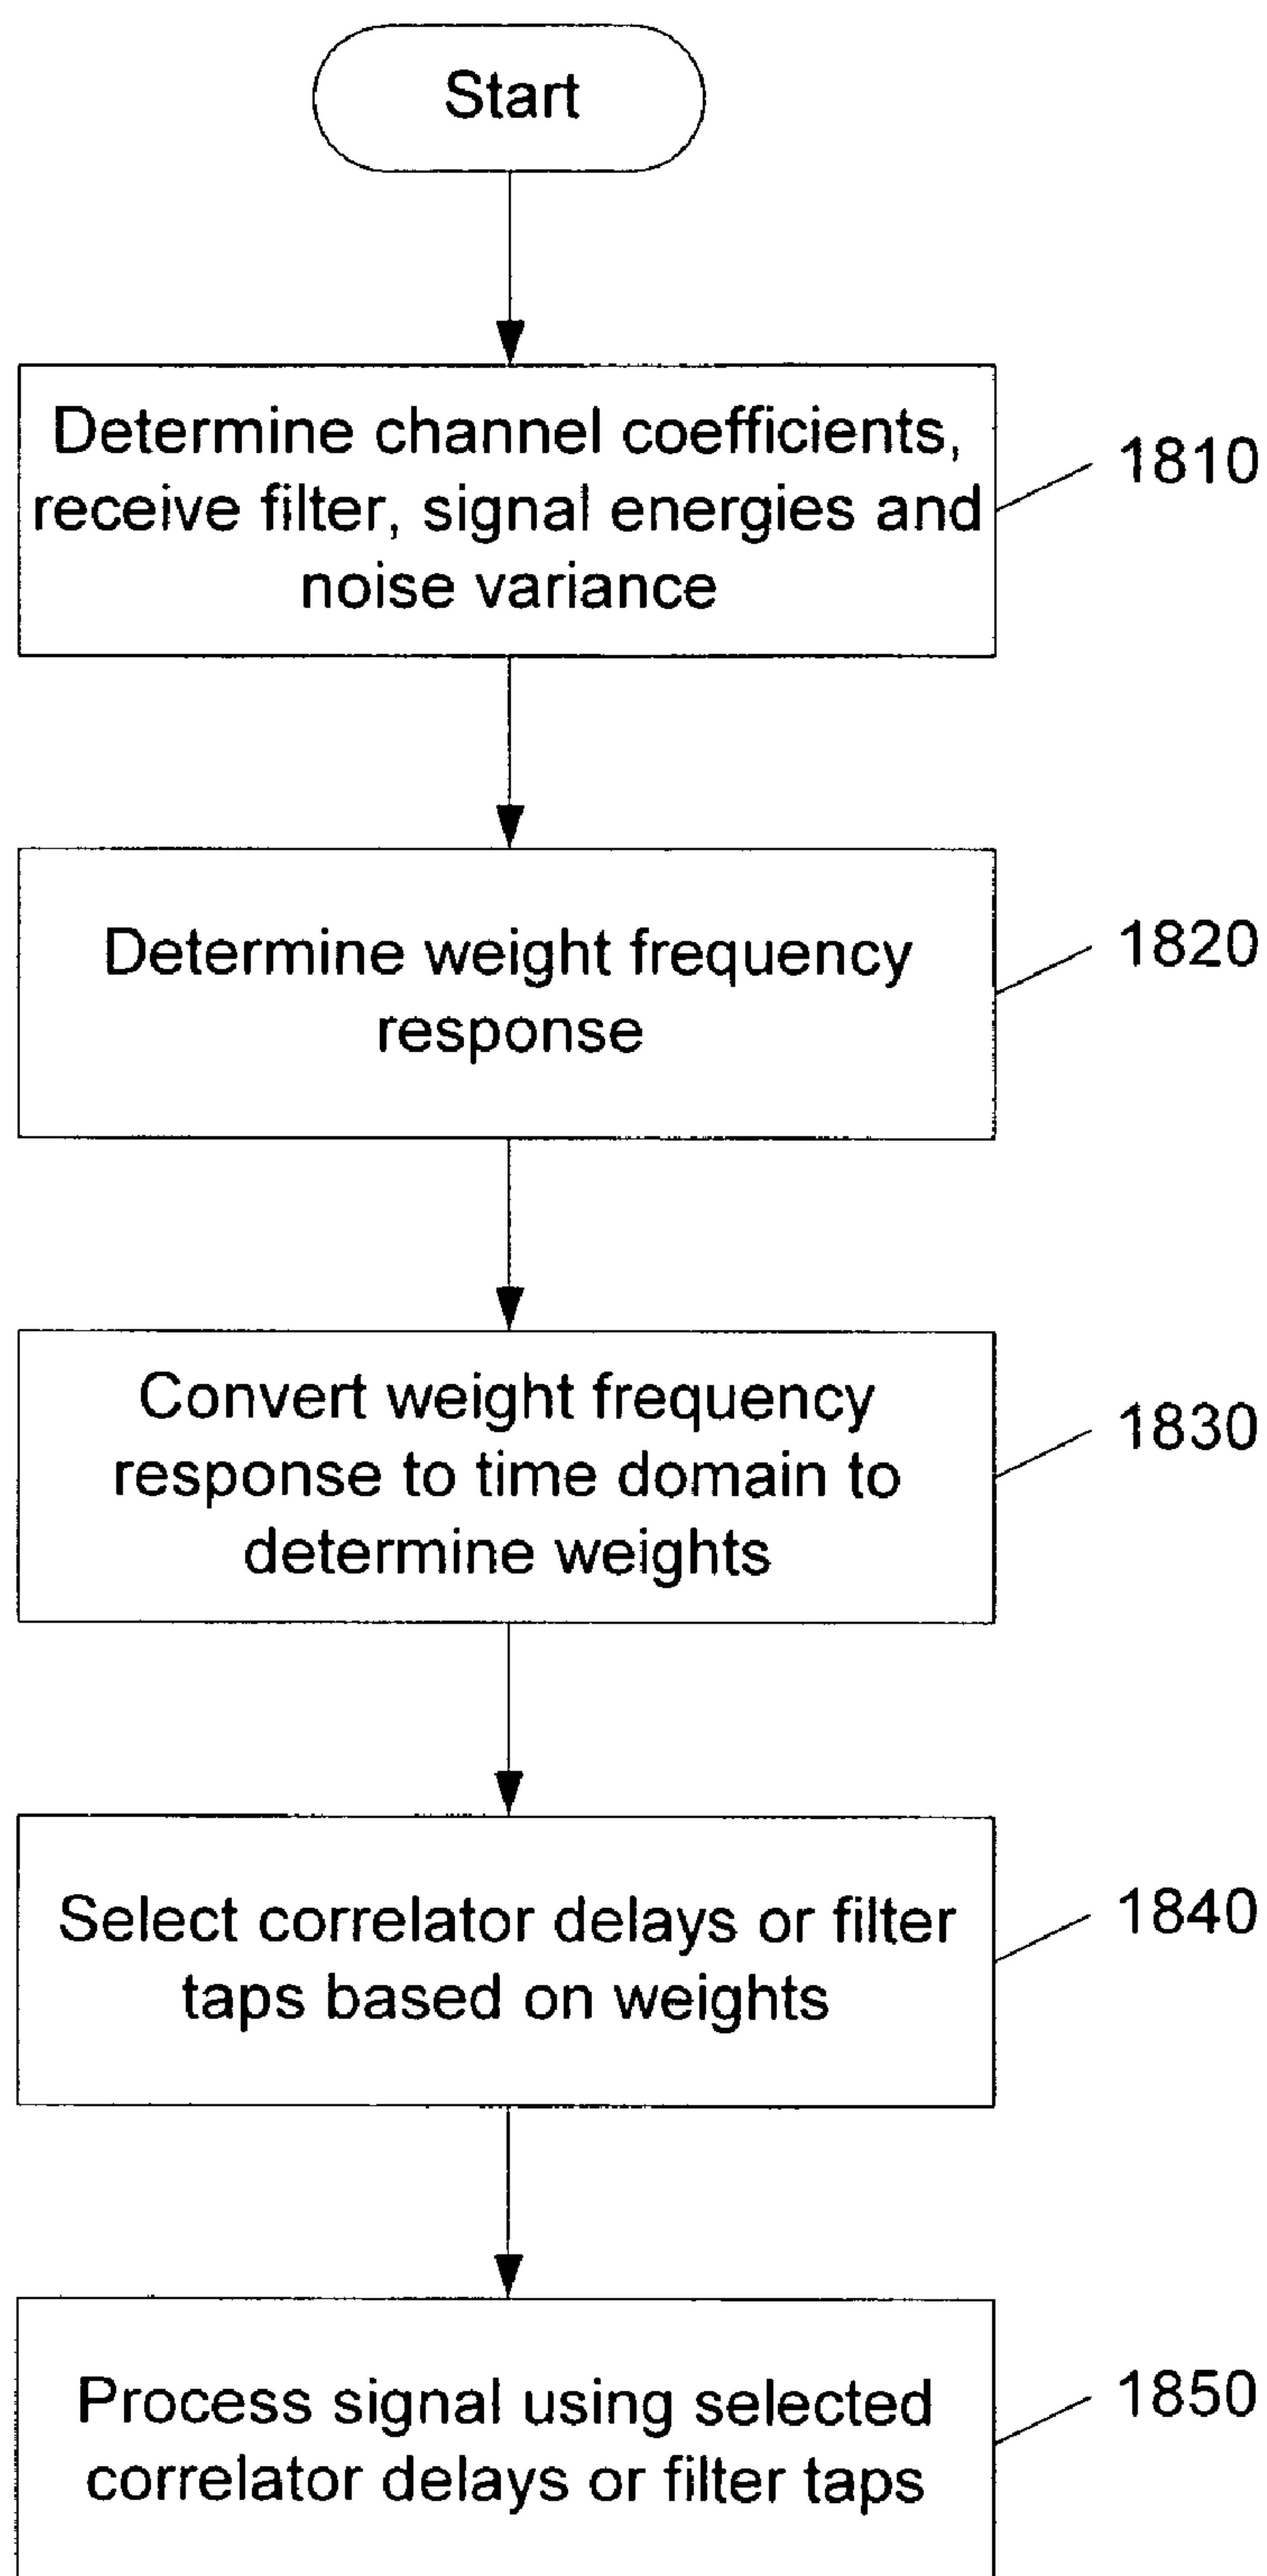 Start
Determine channel coefficients,
receive filter, signal energies and
noise variance
1810
Determine weight frequency
response
1820
Convert weight frequency
response to time domain to
determine weights
1830
Select correlator delays or filter
taps based on weights
1840
Process signal using selected
correlator delays or filter taps
1850